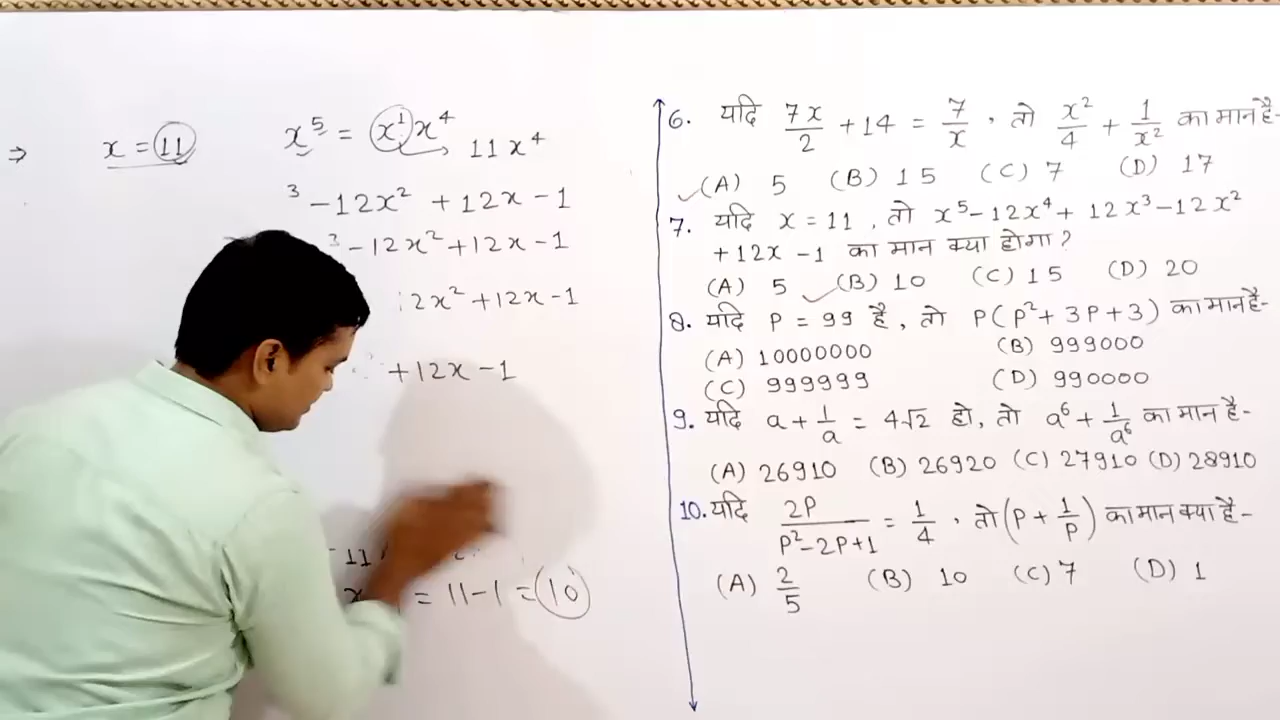 ⇒ x = 11
x⁵ = x¹x⁴
11x⁴
³ - 12x² + 12x - 1
³ - 12x² + 12x - 1
2x² + 12x - 1
+ 12x - 1
11
x = 11 - 1 = 10
6. यदि 7x/2 + 14 = 7/x , तो x²/4 + 1/x² का मान है-
(A) 5 (B) 15 (C) 7 (D) 17
7. यदि x = 11 , तो x⁵ - 12x⁴ + 12x³ - 12x²
+ 12x - 1 का मान क्या होगा ?
(A) 5 (B) 10 (C) 15 (D) 20
8. यदि P = 99 है , तो P(P² + 3P + 3) का मान है-
(A) 10000000 (B) 999000
(C) 999999 (D) 990000
9. यदि a + 1/a = 4√2 हो, तो a⁶ + 1/a⁶ का मान है-
(A) 26910 (B) 26920 (C) 27910 (D) 28910
10. यदि 2P/(P² - 2P + 1) = 1/4 , तो (P + 1/P) का मान क्या है-
(A) 2/5 (B) 10 (C) 7 (D) 1